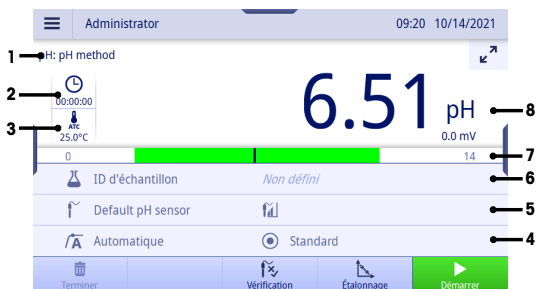 Administrator 09:20 10/14/2021
1 pH: pH method
2 00:00:00
3 ATC
25.0°C
6.51 pH 8
0.0 mV
0 14 7
ID d'échantillon Non défini 6
Default pH sensor 5
Automatique Standard 4
Terminer Vérification Étalonnage Démarrer